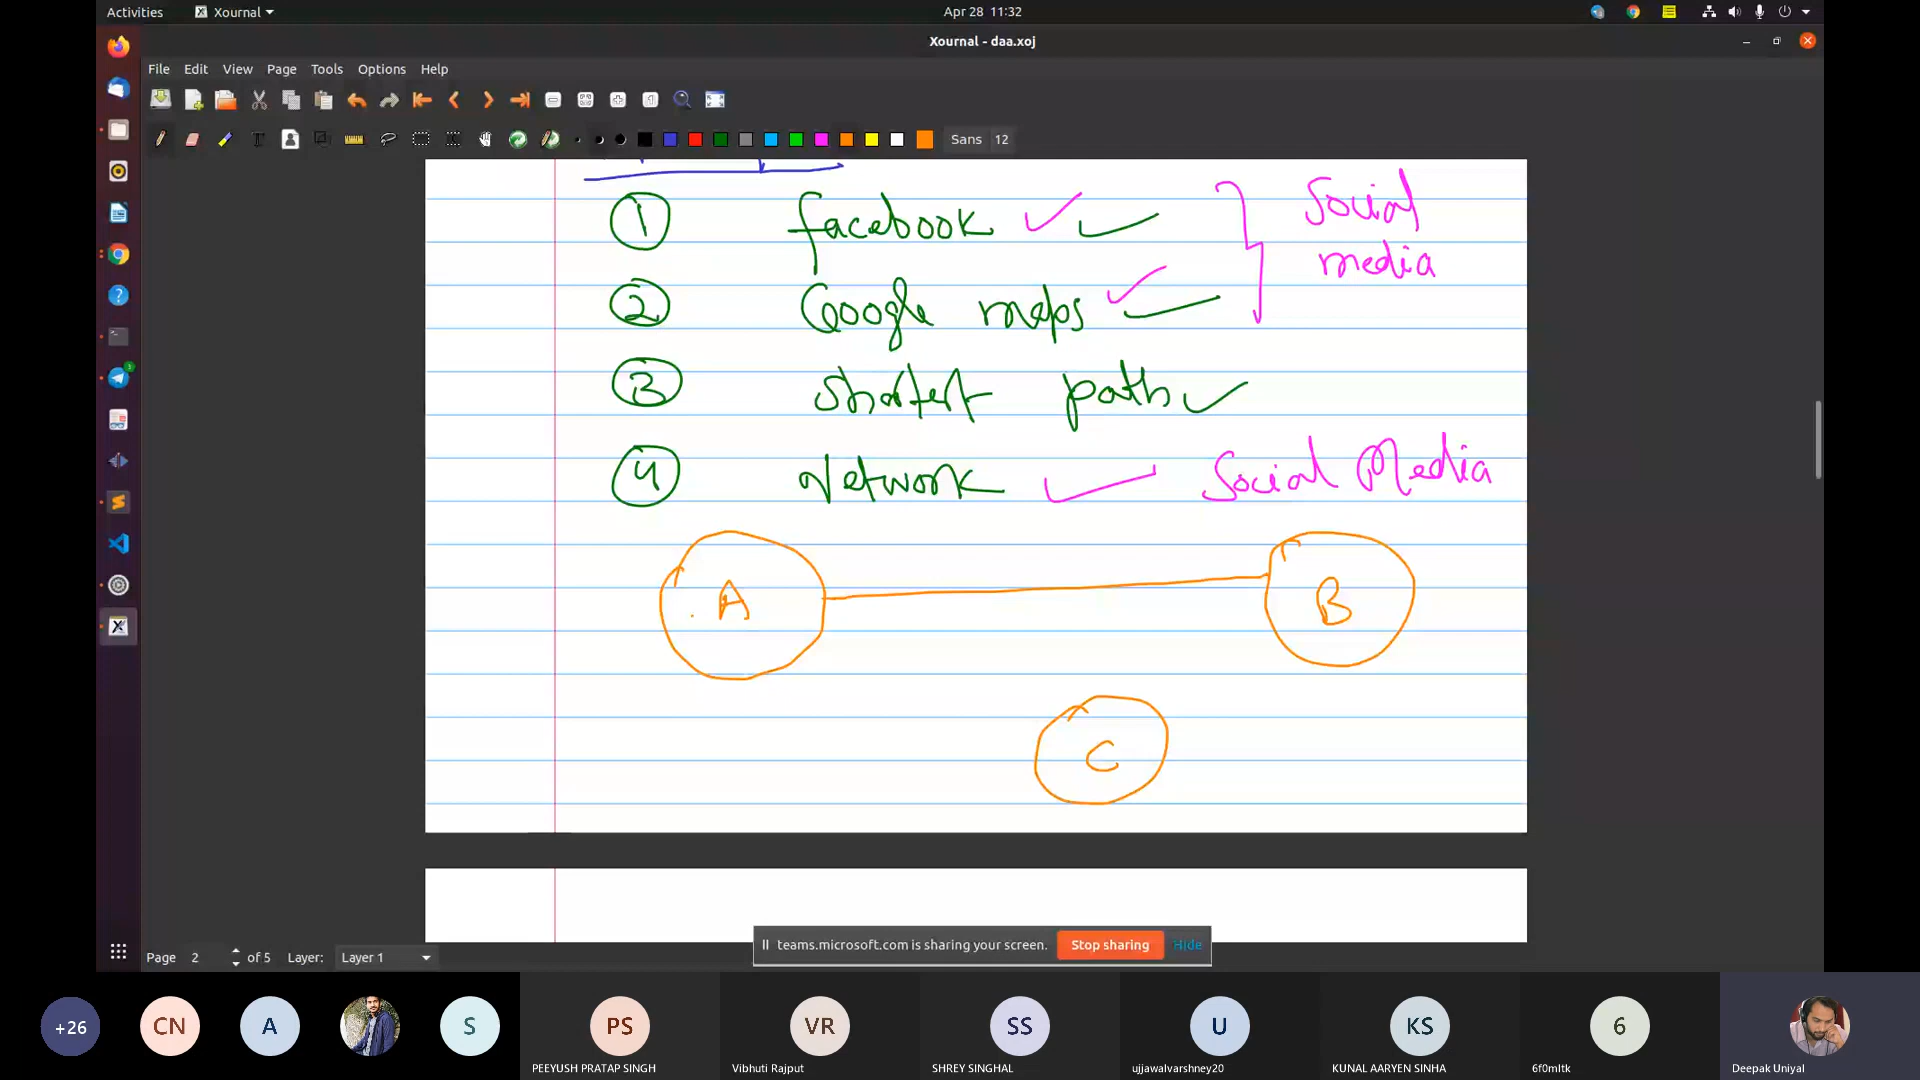 Activities
Xournal
Apr 28 11:32
Xournal - daa.xoj
File Edit View Page Tools Options Help
Sans 12
1 facebook
Social
media
2 Google maps
3 Shortest path
4 Network Social Media
A
B
C
teams.microsoft.com is sharing your screen. Stop sharing Hide
Page 2 of 5 Layer: Layer 1
+26 CN A S PS VR SS U KS 6
PEEYUSH PRATAP SINGH Vibhuti Rajput SHREY SINGHAL ujjawalvarshney20 KUNAL AARYEN SINHA 6f0mltk Deepak Uniyal